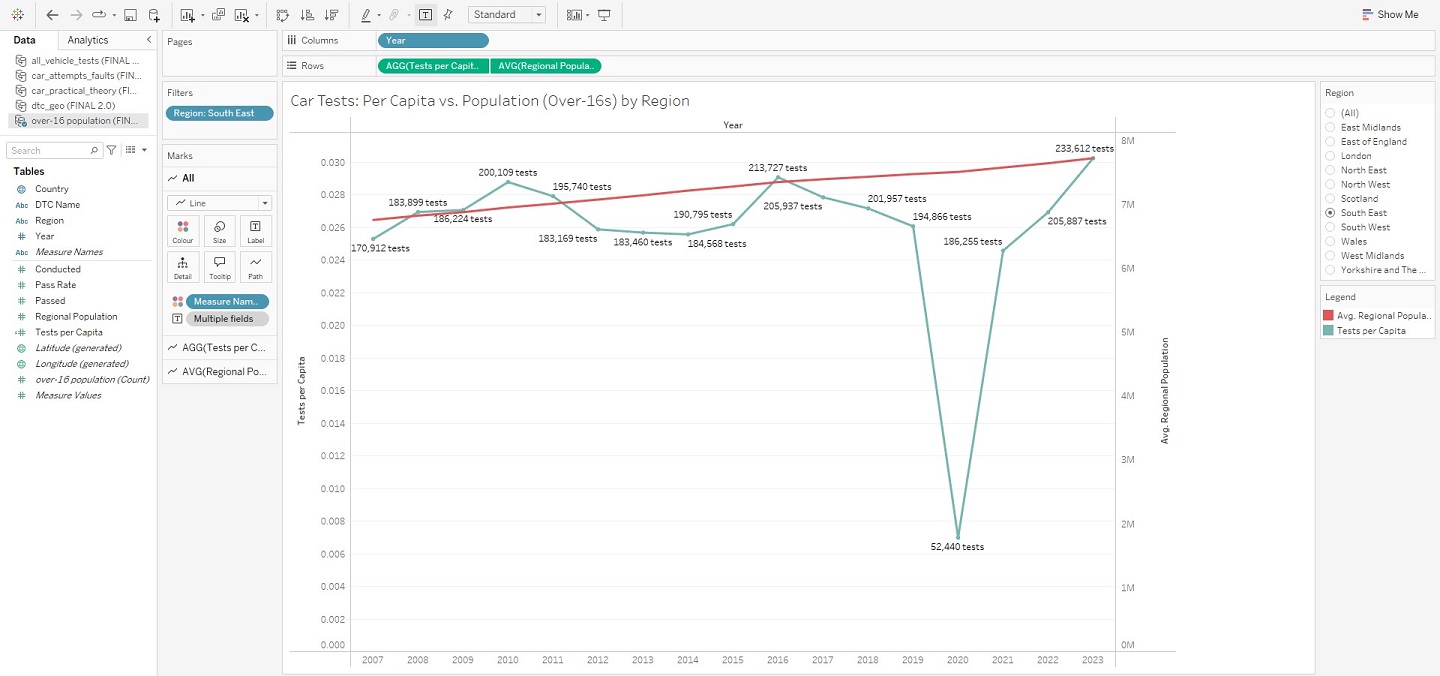 Standard
Show Me
Data
Analytics
all_vehicle_tests (FINAL ...
car_attempts_faults (FIN...
car_practical_theory (FI...
dtc_geo (FINAL 2.0)
over-16 population (FIN...
Search
Tables
Country
Abc DTC Name
Abc Region
Year
Abc Measure Names
Conducted
Pass Rate
Passed
Regional Population
Tests per Capita
Latitude (generated)
Longitude (generated)
over-16 population (Count)
Measure Values
Pages
Filters
Region: South East
Marks
All
Line
Colour
Size
Label
Detail
Tooltip
Path
Measure Nam..
Multiple fields
AGG(Tests per C...
AVG(Regional Po...
Columns
Year
Rows
AGG(Tests per Capit..
AVG(Regional Popula..
Car Tests: Per Capita vs. Population (Over-16s) by Region
Year
Tests per Capita
0.030
0.028
0.026
0.024
0.022
0.020
0.018
0.016
0.014
0.012
0.010
0.008
0.006
0.004
0.002
0.000
170,912 tests
183,899 tests
186,224 tests
200,109 tests
195,740 tests
183,169 tests
183,460 tests
184,568 tests
190,795 tests
213,727 tests
205,937 tests
201,957 tests
194,866 tests
52,440 tests
186,255 tests
205,887 tests
233,612 tests
8M
7M
6M
5M
4M
3M
2M
1M
0M
Avg. Regional Population
2007 2008 2009 2010 2011 2012 2013 2014 2015 2016 2017 2018 2019 2020 2021 2022 2023
Region
(All)
East Midlands
East of England
London
North East
North West
Scotland
South East
South West
Wales
West Midlands
Yorkshire and The ...
Legend
Avg. Regional Popula..
Tests per Capita